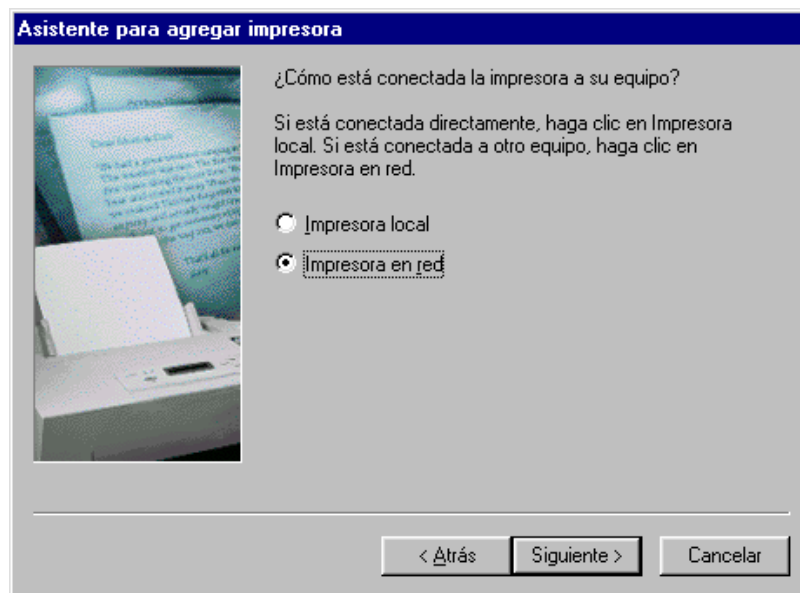 Asistente para agregar impresora
¿Cómo está conectada la impresora a su equipo?
Si está conectada directamente, haga clic en Impresora
local. Si está conectada a otro equipo, haga clic en
Impresora en red.
Impresora local
Impresora en red
< Atrás
Siguiente >
Cancelar